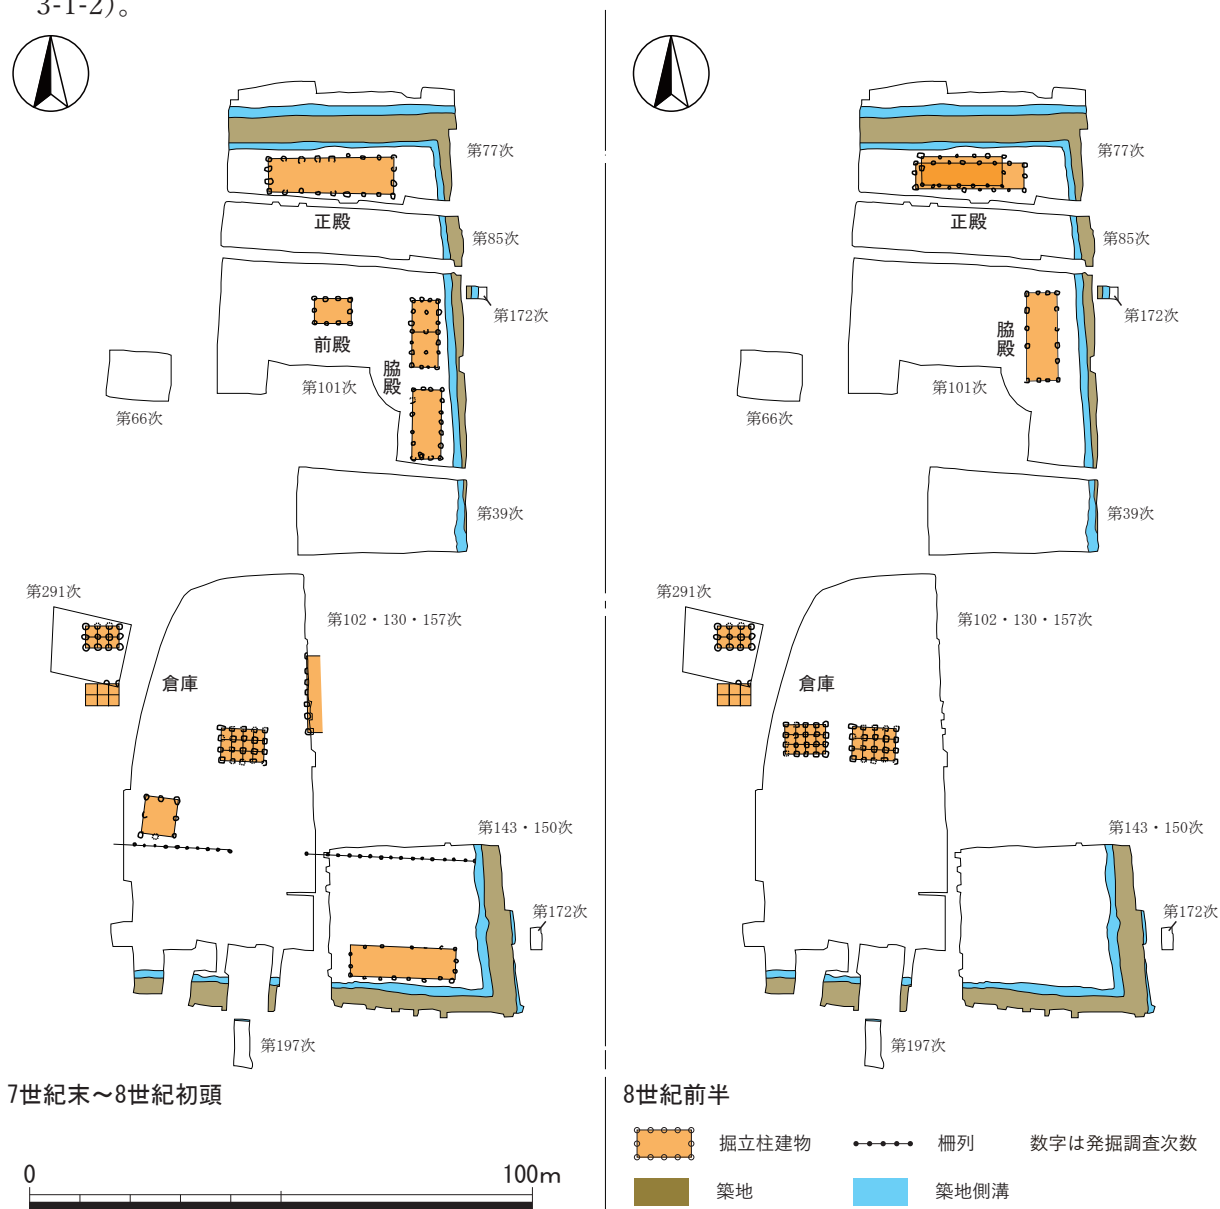 3-1-2）。
第77次
正殿
第85次
第172次
前殿
脇殿
第101次
第66次
第39次
第291次
第102・130・157次
倉庫
第143・150次
第172次
第197次
7世紀末～8世紀初頭
0 100m
第77次
正殿
第85次
第172次
脇殿
第101次
第66次
第39次
第291次
第102・130・157次
倉庫
第143・150次
第172次
第197次
8世紀前半
掘立柱建物 柵列 数字は発掘調査次数
築地 築地側溝